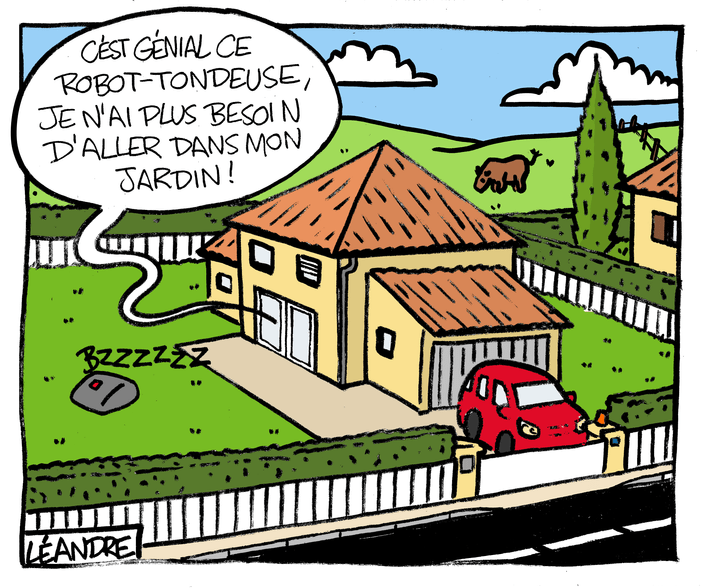 C'EST GÉNIAL CE
ROBOT-TONDEUSE,
JE N'AI PLUS BESOIN
D'ALLER DANS MON
JARDIN !
BZZZZZZ
LÉANDRE